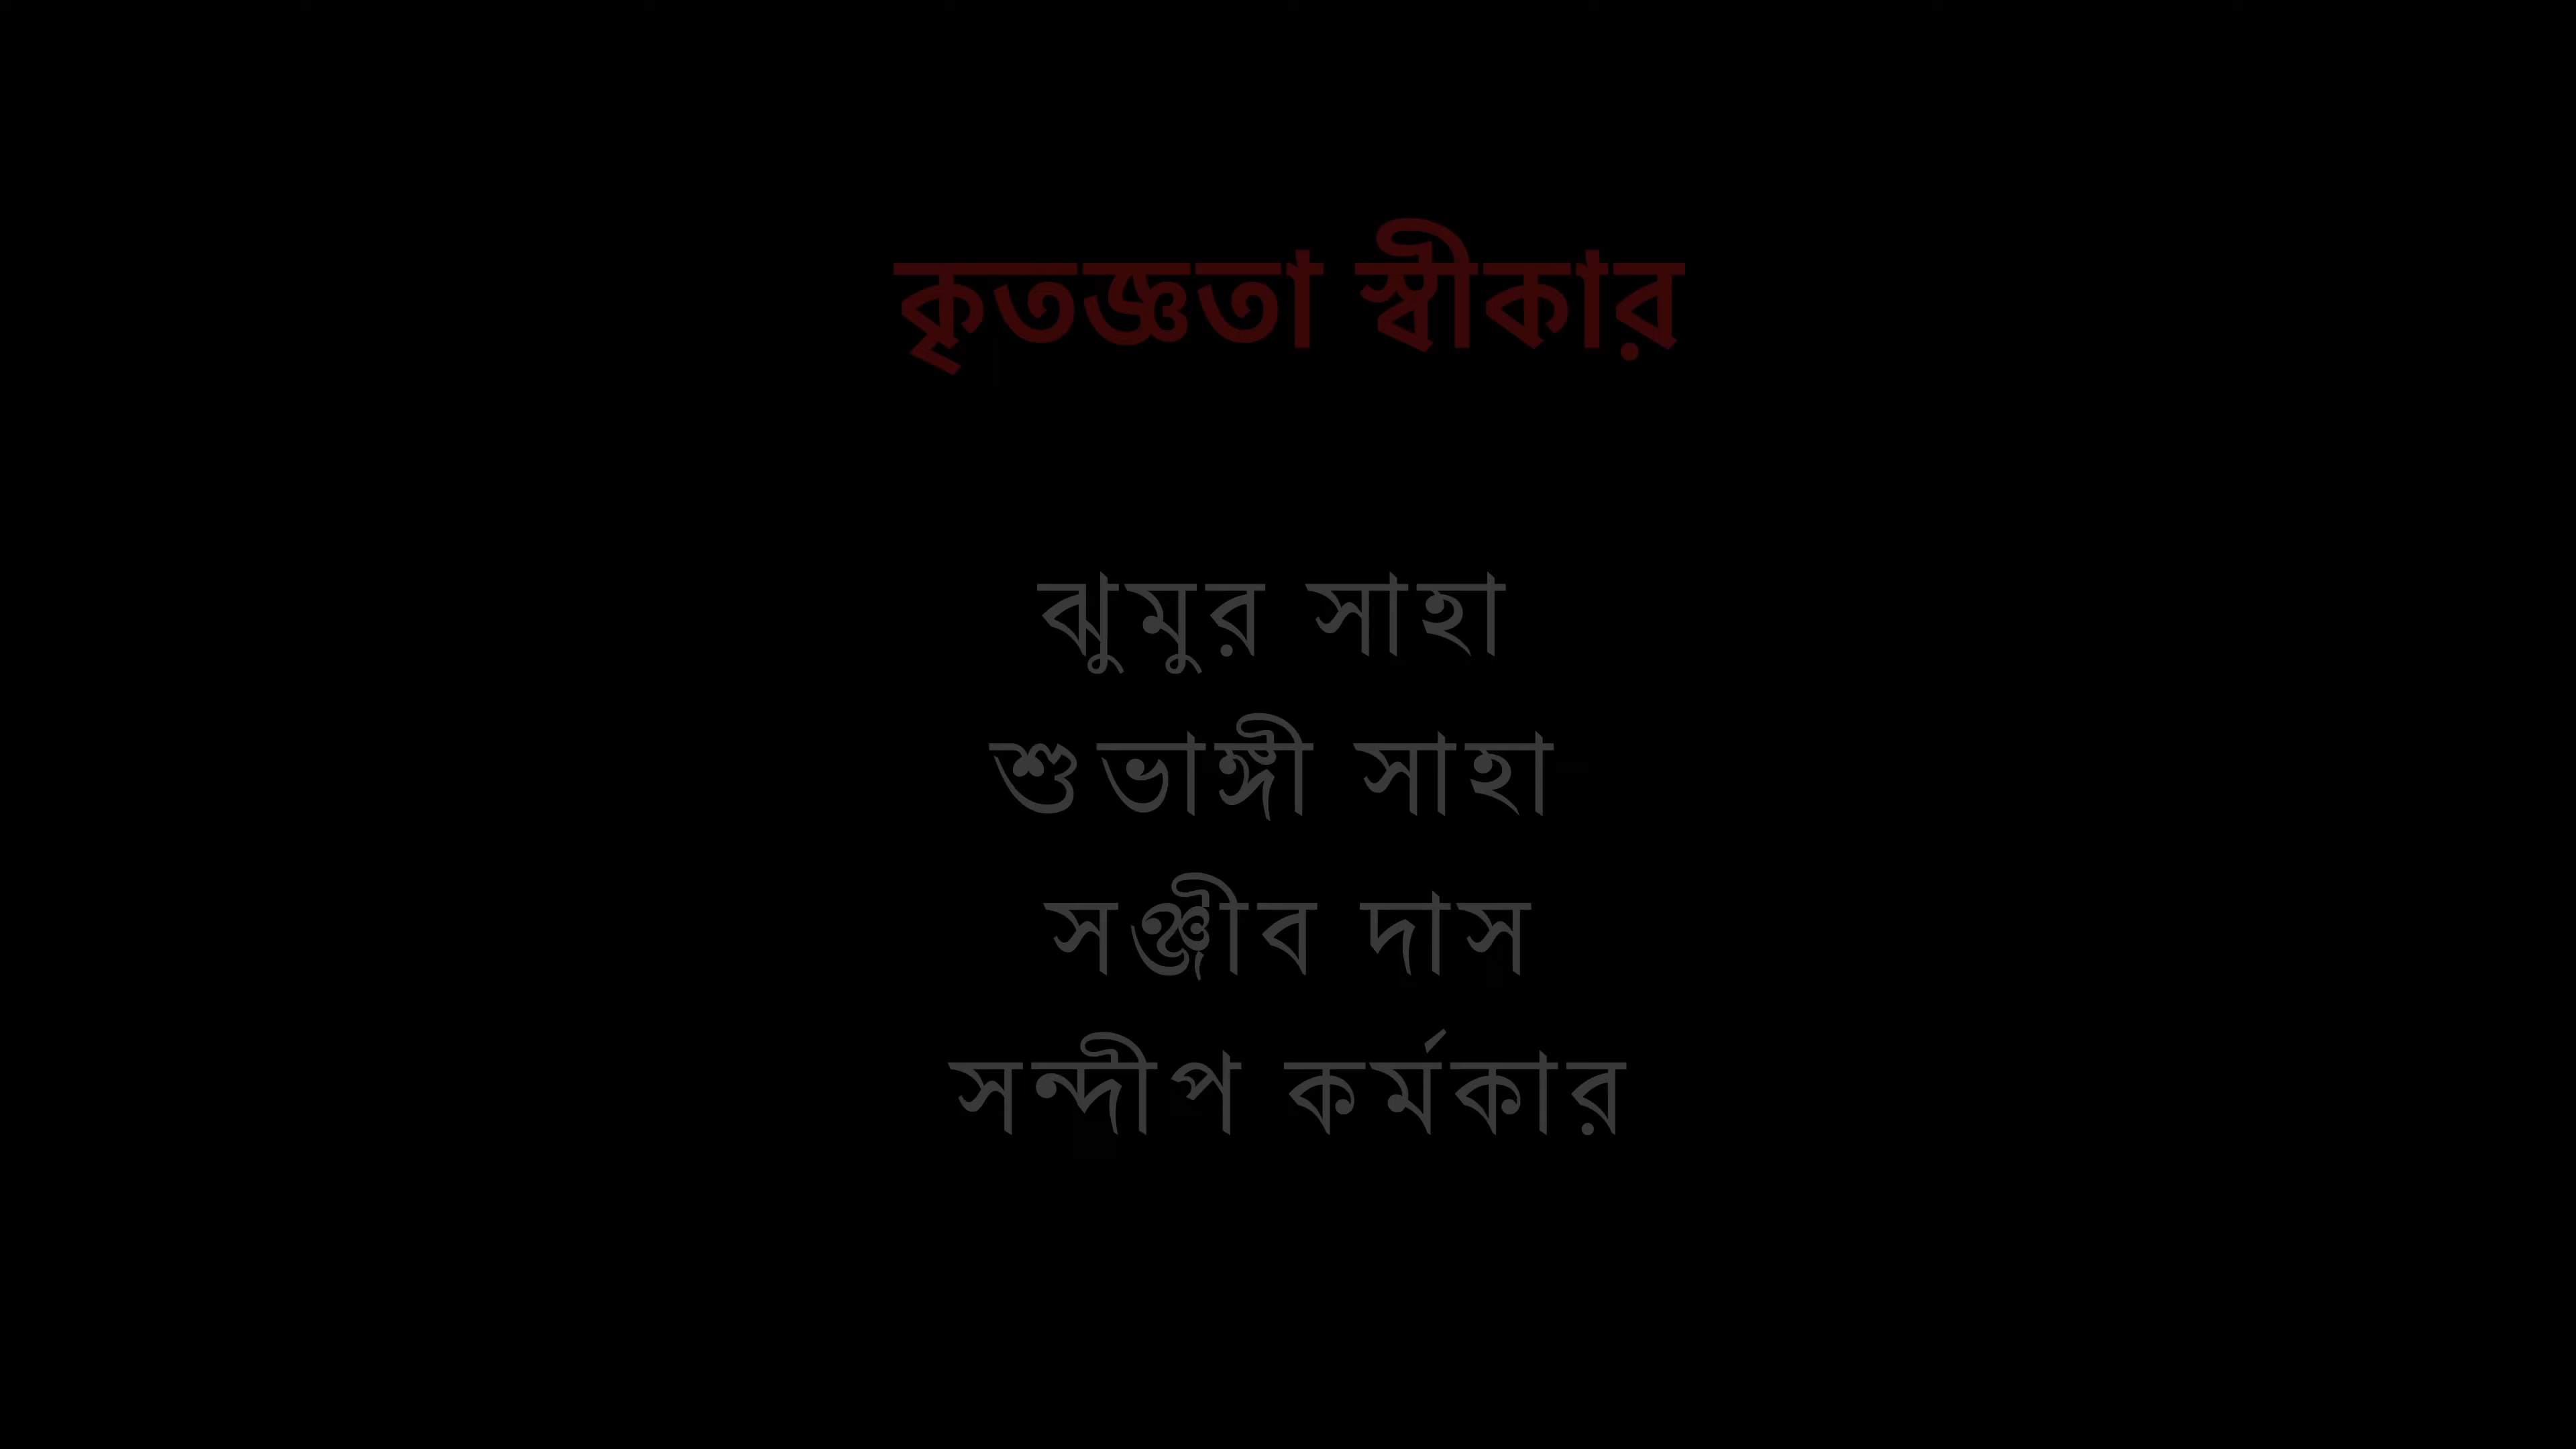 কৃতজ্ঞতা স্বীকার
ঝুমুর সাহা
শুভাঙ্গী সাহা
সঞ্জীব দাস
সন্দীপ কর্মকার